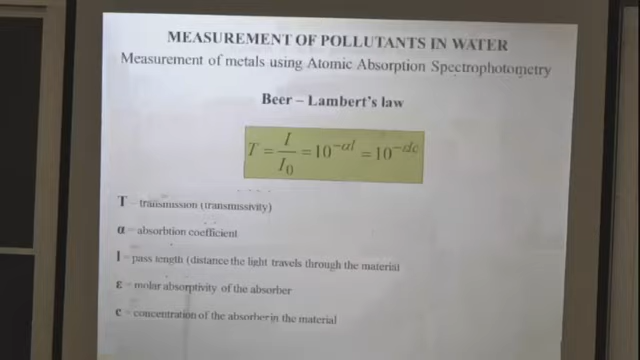 MEASUREMENT OF POLLUTANTS IN WATER
Measurement of metals using Atomic Absorption Spectrophotometry
Beer – Lambert's law
T = I/I₀ = 10^-αl = 10^-εlc
T – transmission (transmissivity)
α – absorbtion coefficient
l – pass length (distance the light travels through the material
ε – molar absorptivity of the absorber
c – concentration of the absorber in the material